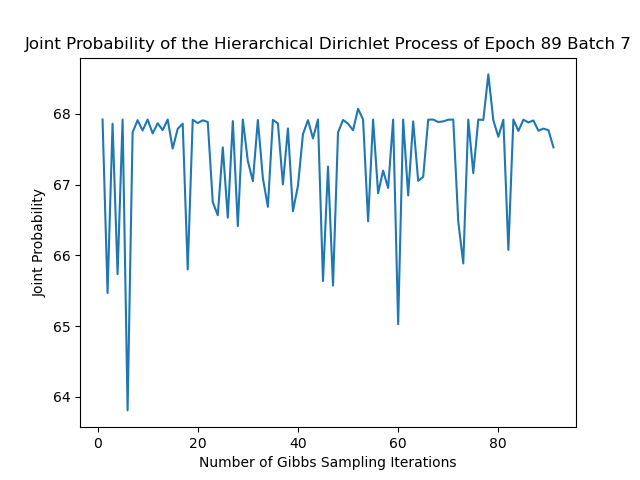 Joint Probability of the Hierarchical Dirichlet Process of Epoch 89 Batch 7
Joint Probability
68
67
66
65
64
0 20 40 60 80
Number of Gibbs Sampling Iterations